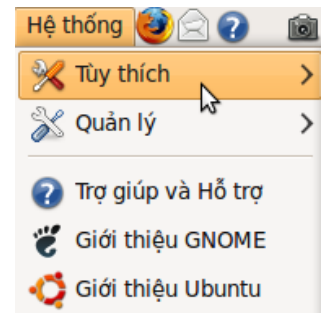 Hệ thống
Tùy thích
Quản lý
Trợ giúp và Hỗ trợ
Giới thiệu GNOME
Giới thiệu Ubuntu